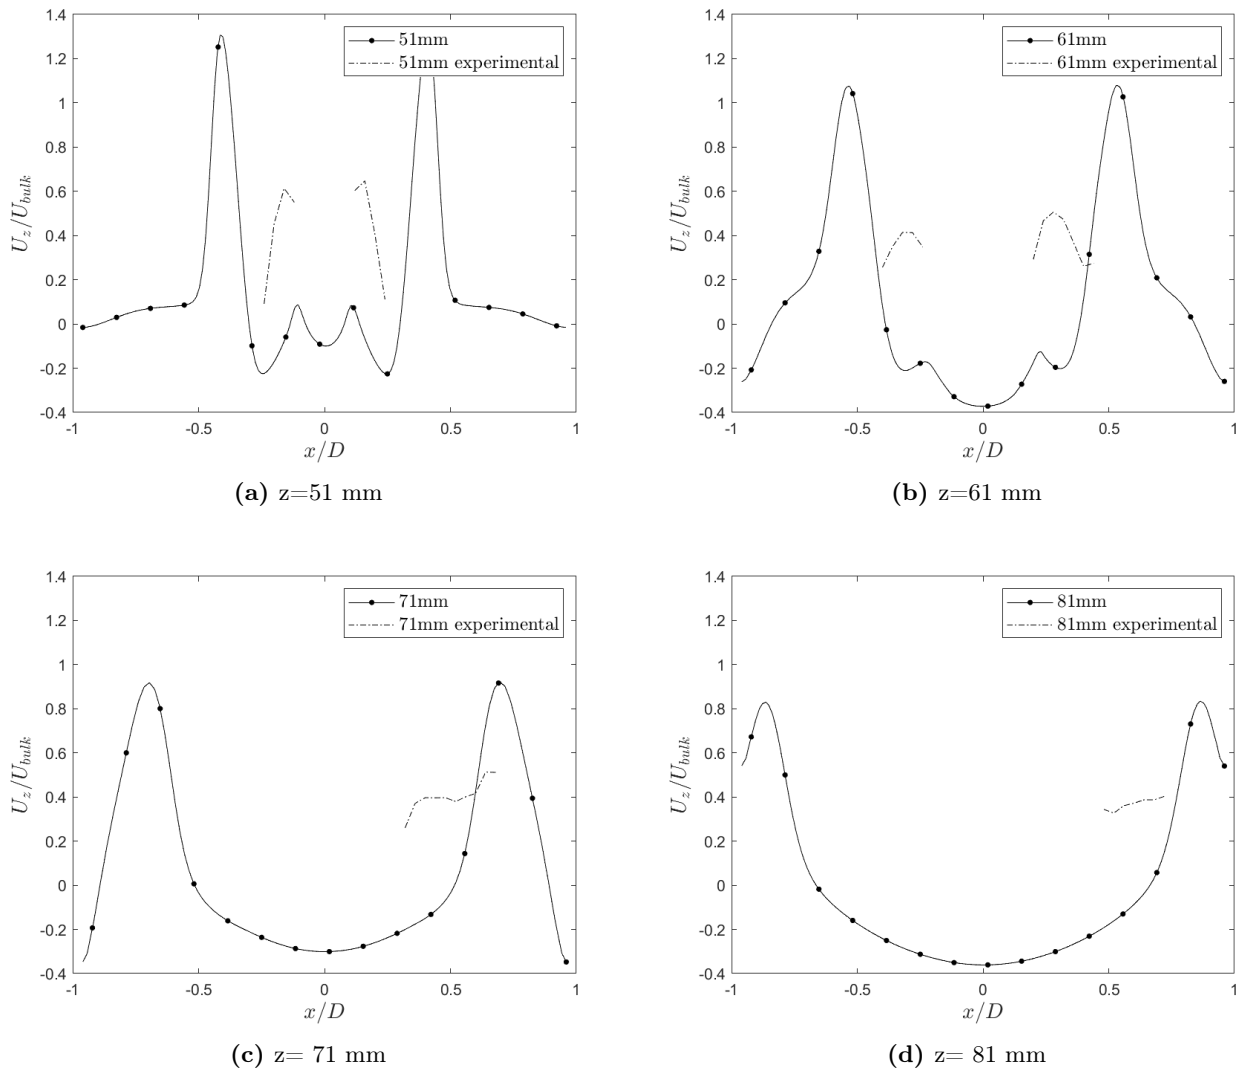 1.4
1.2
1
0.8
0.6
0.4
0.2
0
-0.2
-0.4
U_z/U_bulk
51mm
51mm experimental
-1 -0.5 0 0.5 1
x/D
(a) z=51 mm
1.4
1.2
1
0.8
0.6
0.4
0.2
0
-0.2
-0.4
U_z/U_bulk
61mm
61mm experimental
-1 -0.5 0 0.5 1
x/D
(b) z=61 mm
1.4
1.2
1
0.8
0.6
0.4
0.2
0
-0.2
-0.4
U_z/U_bulk
71mm
71mm experimental
-1 -0.5 0 0.5 1
x/D
(c) z= 71 mm
1.4
1.2
1
0.8
0.6
0.4
0.2
0
-0.2
-0.4
U_z/U_bulk
81mm
81mm experimental
-1 -0.5 0 0.5 1
x/D
(d) z= 81 mm